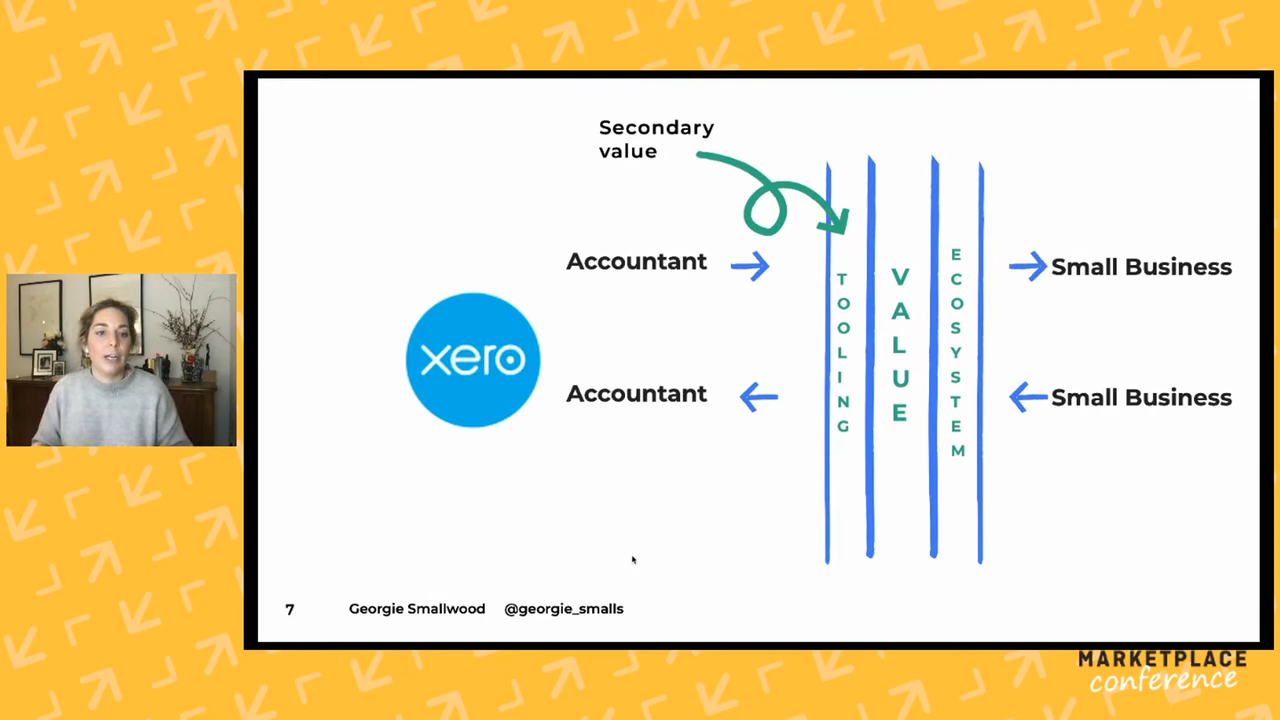 Secondary
value
Accountant
Small Business
TOOLING
VALUE
ECOSYSTEM
xero
Accountant
Small Business
7
Georgie Smallwood
@georgie_smalls
MARKETPLACE
conference